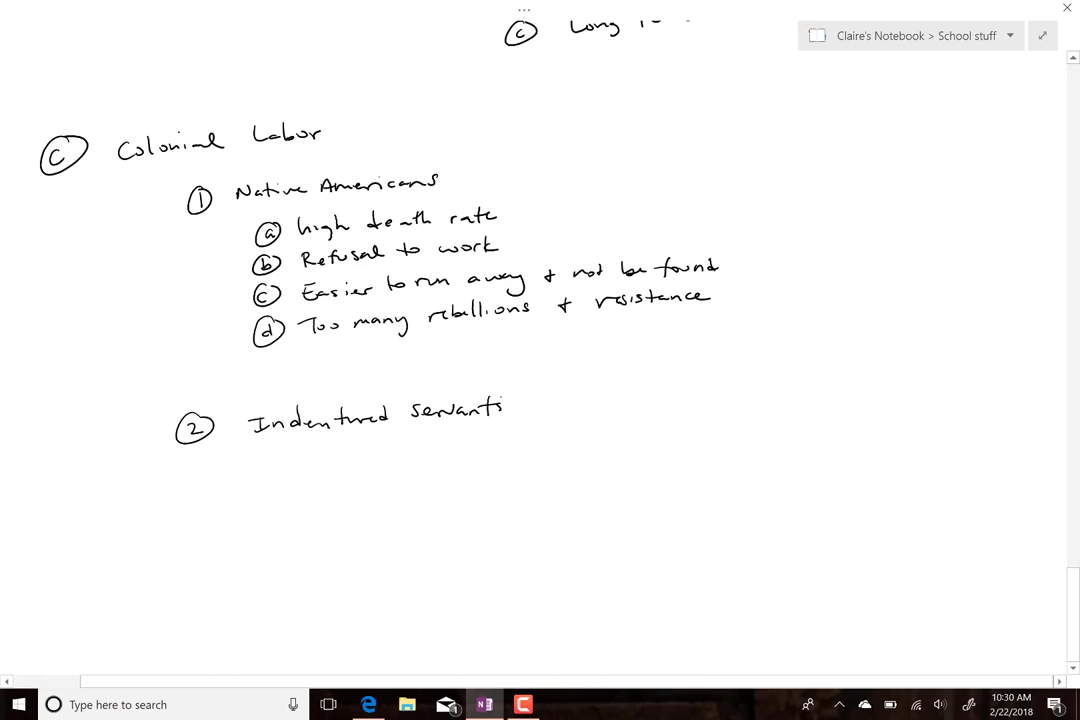 c Long
Claire's Notebook > School stuff
C Colonial Labor
1 Native Americans
a high death rate
b Refusal to work
c Easier to run away + not be found
d Too many rebellions + resistance
2 Indentured servants
Type here to search
10:30 AM
2/22/2018